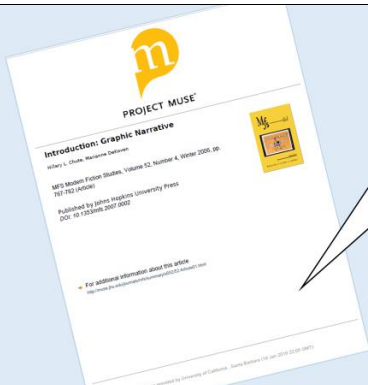 m
PROJECT MUSE®
Introduction: Graphic Narrative
Hillary L. Chute, Marianne DeKoven
MFS Modern Fiction Studies, Volume 52, Number 4, Winter 2006, pp.
767-782 (Article)
Published by Johns Hopkins University Press
DOI: 10.1353/mfs.2007.0002
For additional information about this article